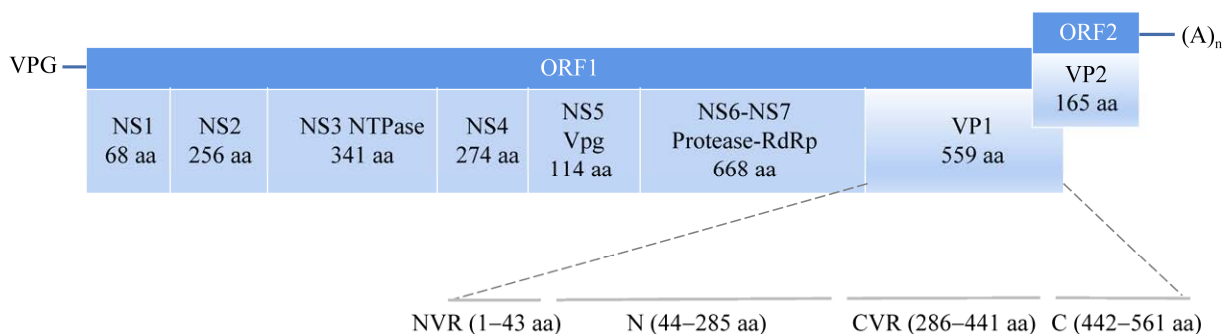 ORF2
(A)n
VPG
ORF1
VP2
165 aa
NS1
68 aa
NS2
256 aa
NS3 NTPase
341 aa
NS4
274 aa
NS5
Vpg
114 aa
NS6-NS7
Protease-RdRp
668 aa
VP1
559 aa
NVR (1–43 aa)
N (44–285 aa)
CVR (286–441 aa)
C (442–561 aa)